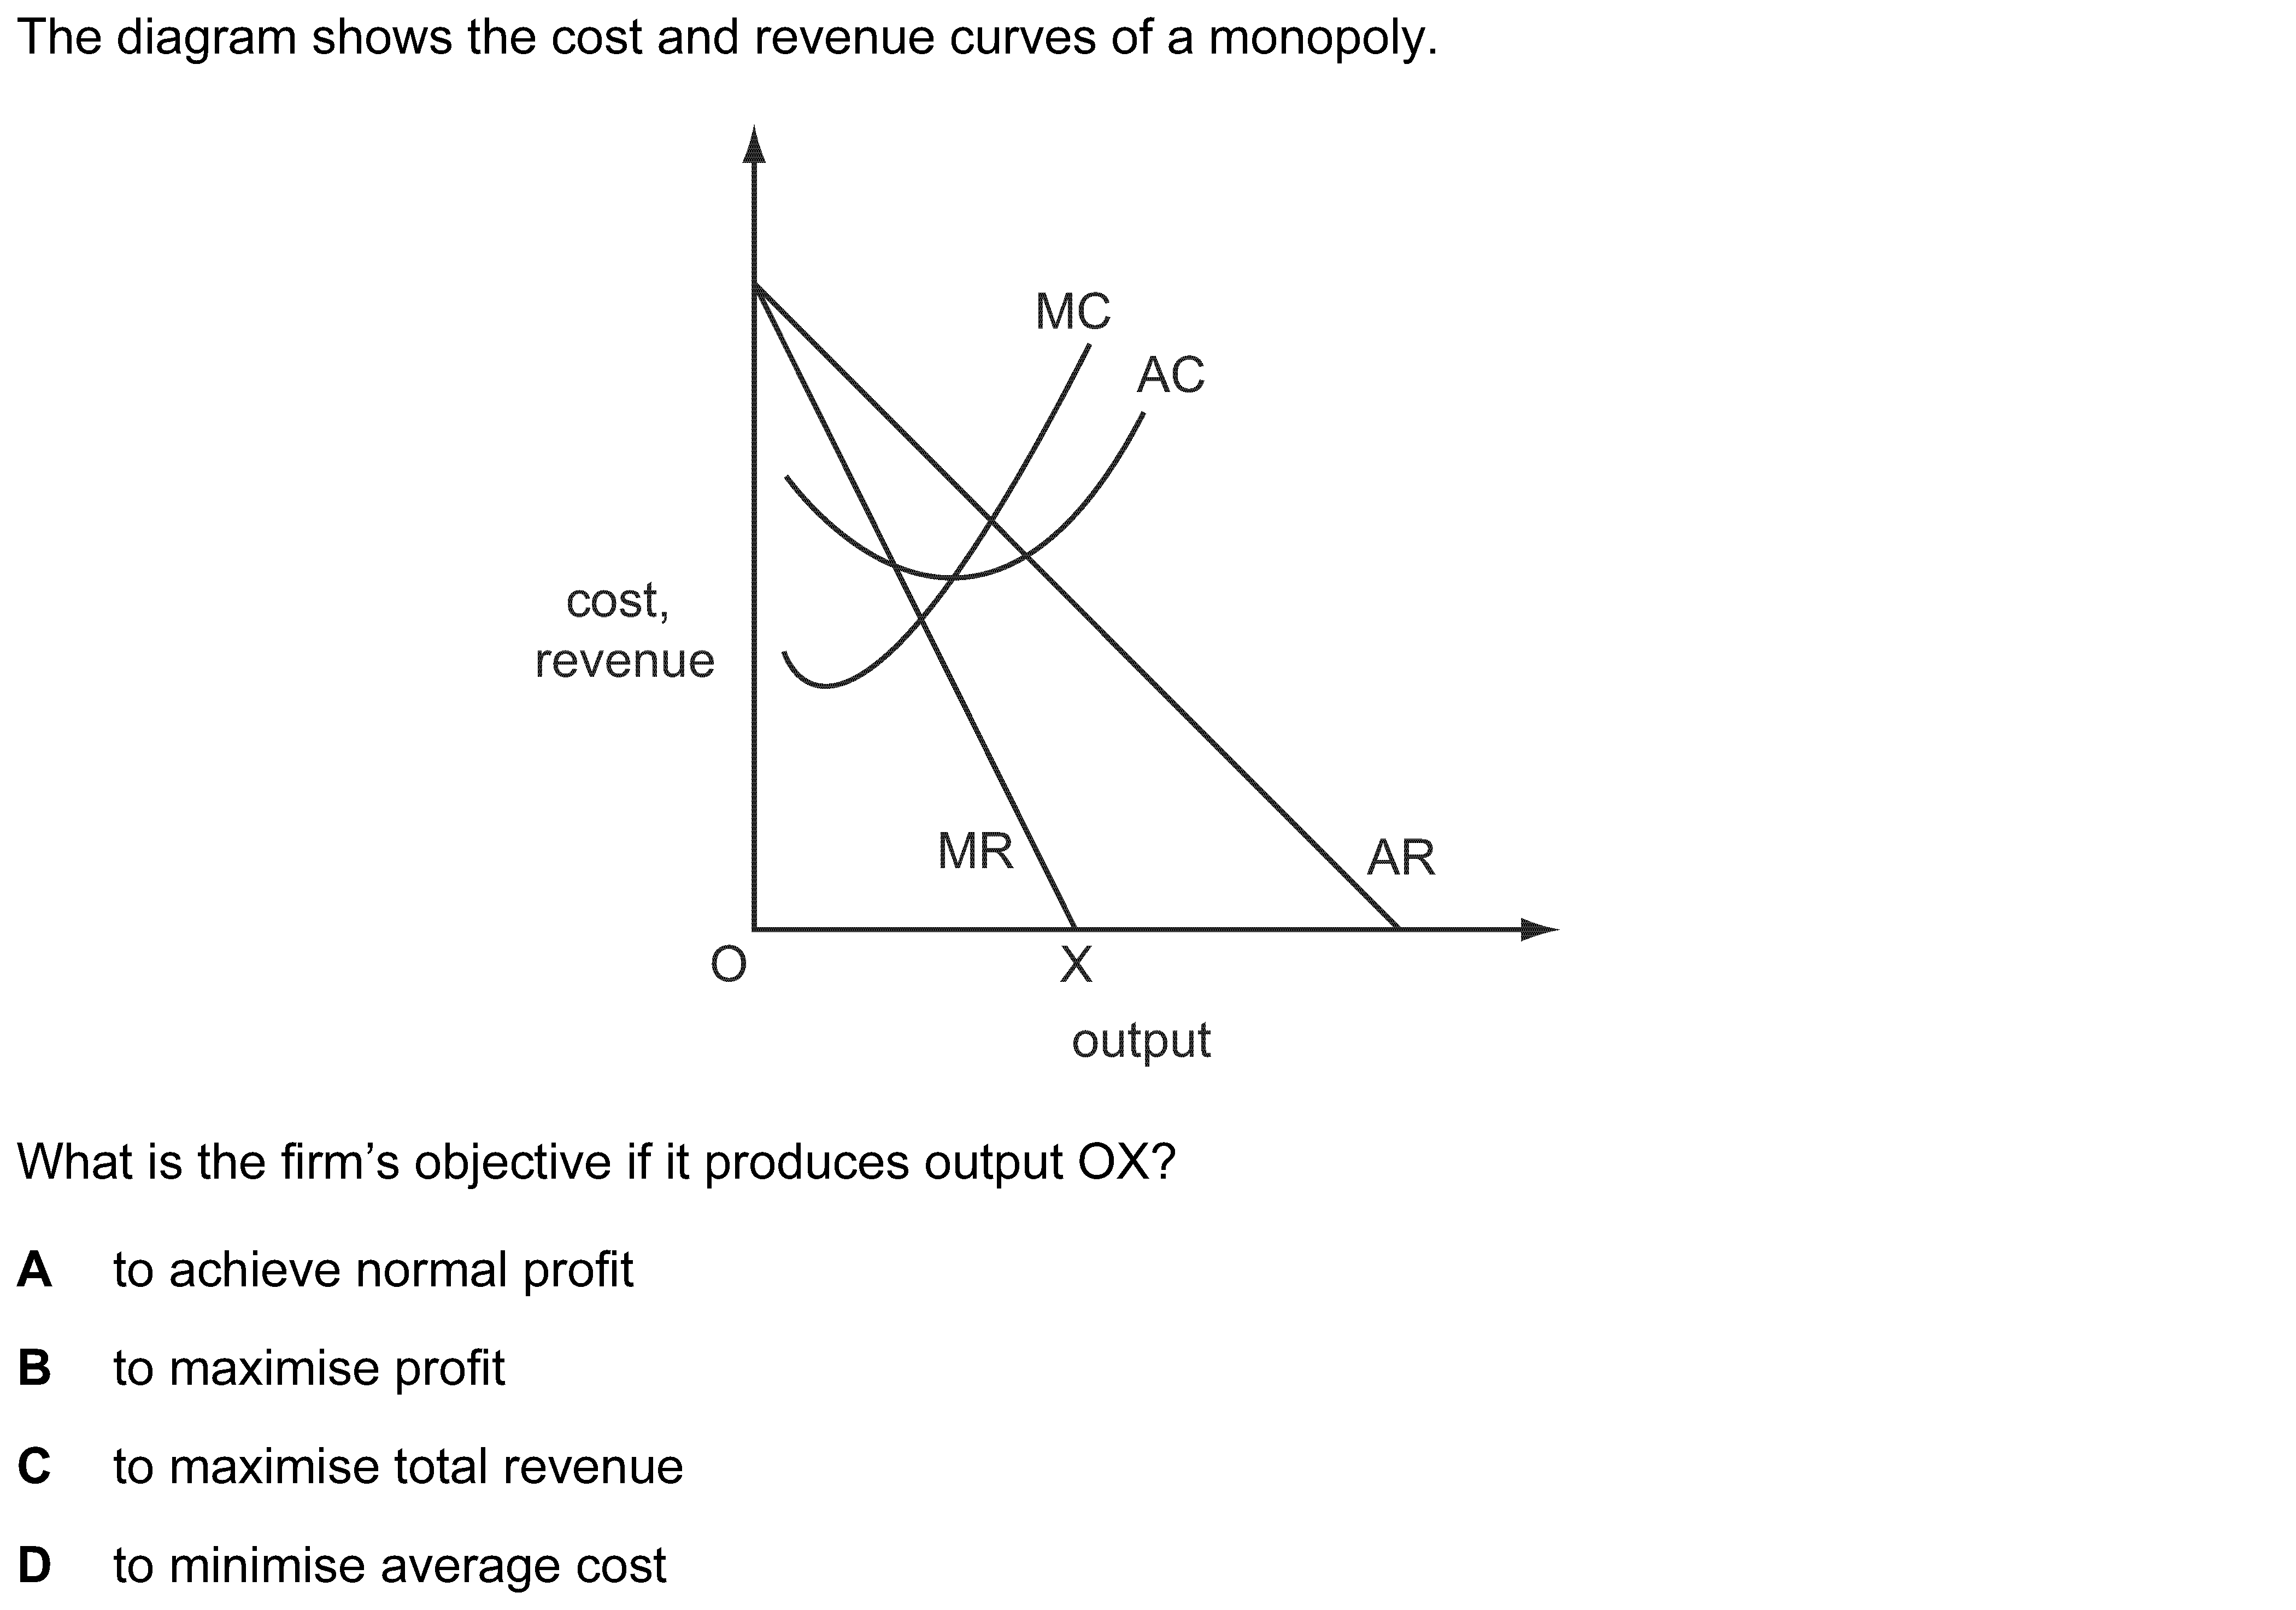 The diagram shows the cost and revenue curves of a monopoly.
MC
AC
cost,
revenue
MR
AR
O
X
output
What is the firm’s objective if it produces output OX?
A to achieve normal profit
B to maximise profit
C to maximise total revenue
D to minimise average cost